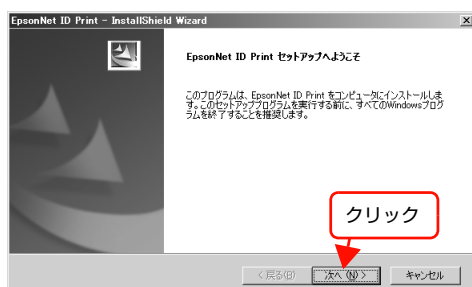 EpsonNet ID Print - InstallShield Wizard
EpsonNet ID Print セットアップへようこそ
このプログラムは、EpsonNet ID Print をコンピュータにインストールしま
す。このセットアッププログラムを実行する前に、すべてのWindowsプログ
ラムを終了することを推奨します。
クリック
< 戻る(B)
次へ (N) >
キャンセル